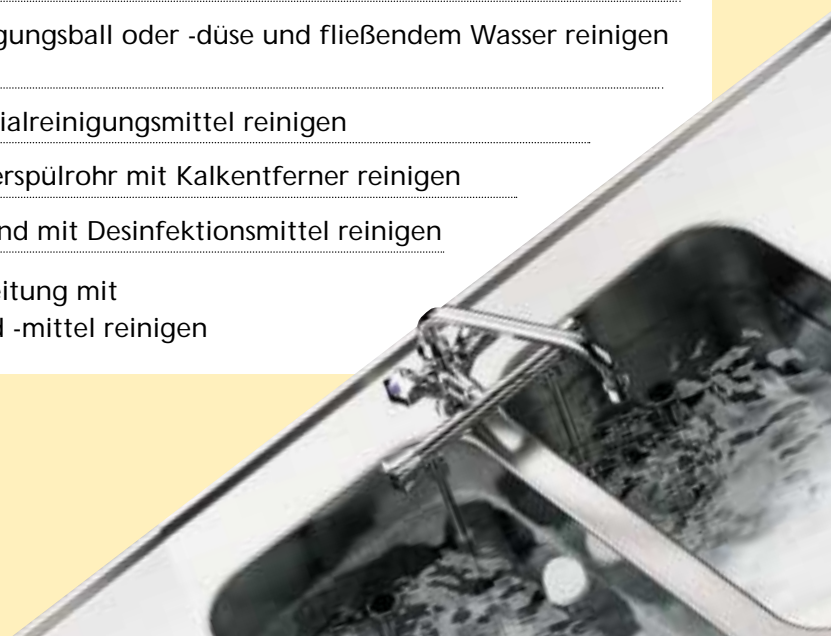 gungsball oder -düse und fließendem Wasser reinigen
ialreinigungsmittel reinigen
erspülrohr mit Kalkentferner reinigen
nd mit Desinfektionsmittel reinigen
eitung mit
d -mittel reinigen